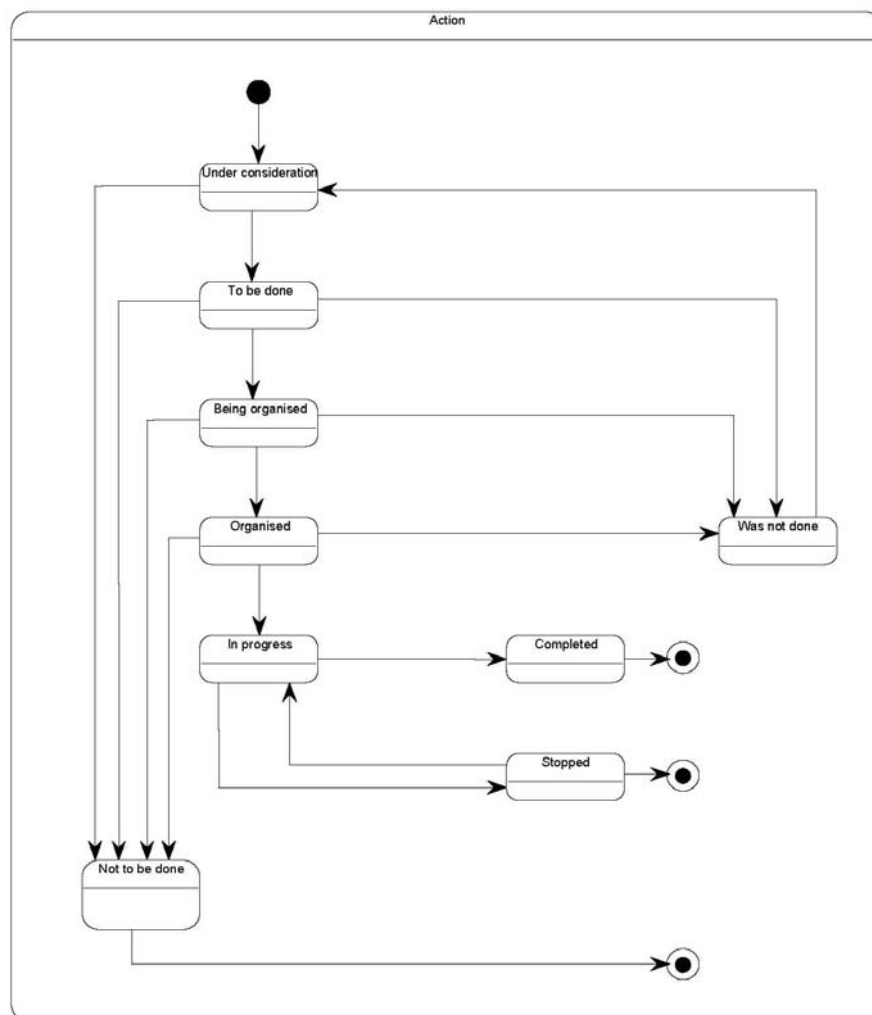 Action
Under consideration
To be done
Being organised
Organised
Was not done
In progress
Completed
Stopped
Not to be done